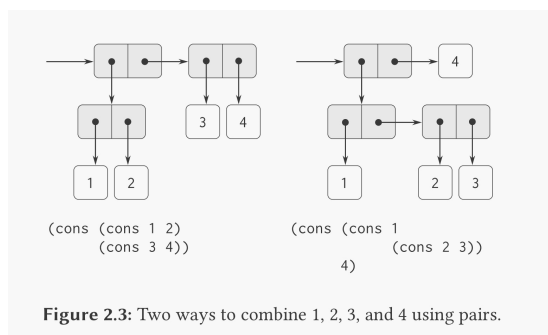 4
3 4
1 2
1
2 3
(cons (cons 1 2)
(cons 3 4))
(cons (cons 1
(cons 2 3))
4)
Figure 2.3: Two ways to combine 1, 2, 3, and 4 using pairs.